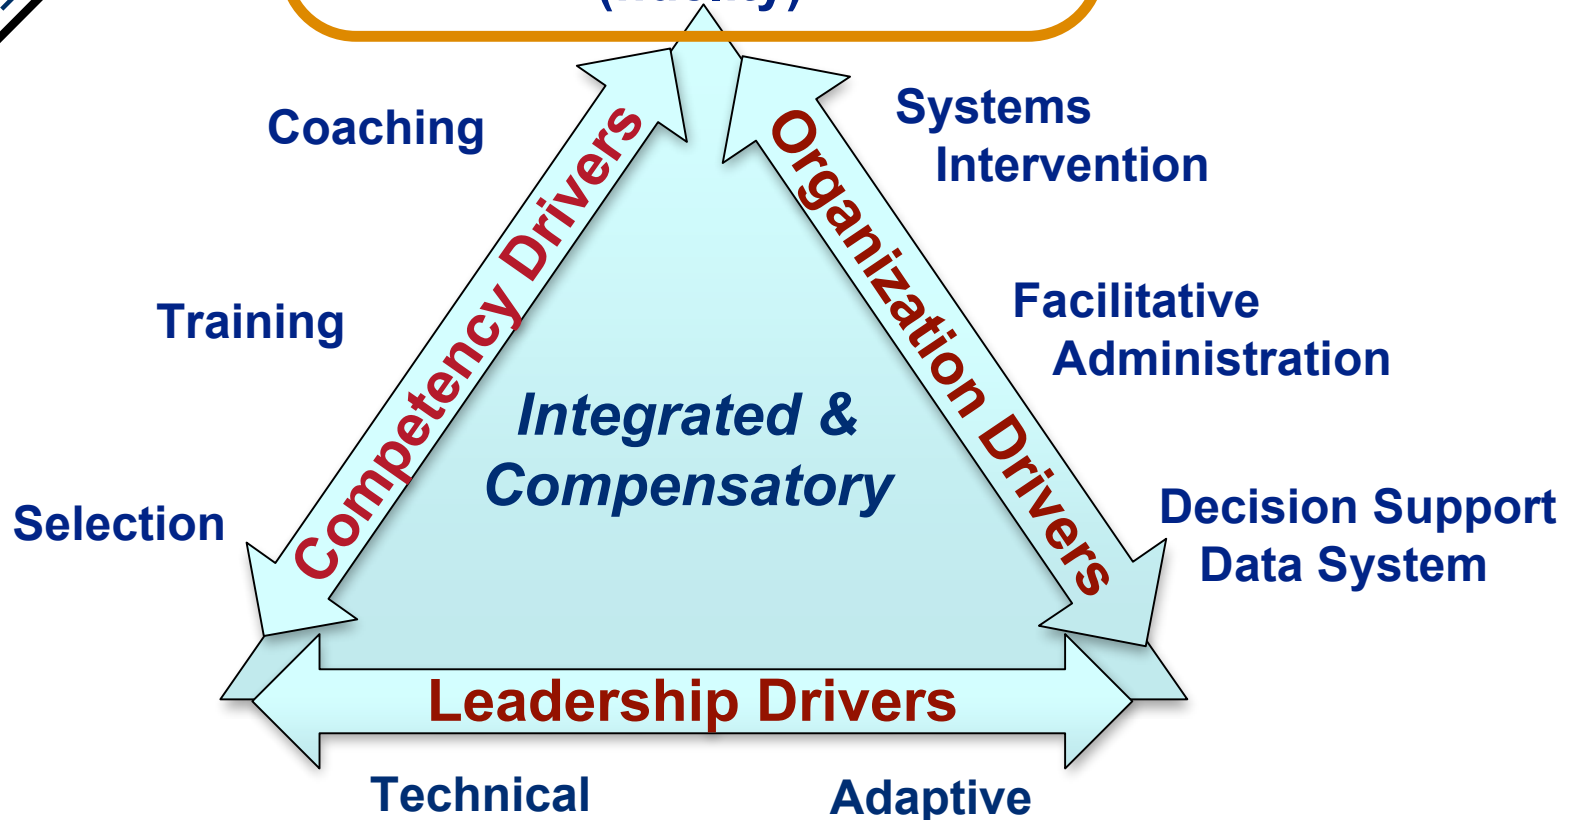 Coaching
Systems
Intervention
Competency Drivers
Organization Drivers
Training
Facilitative
Administration
Integrated &
Compensatory
Selection
Decision Support
Data System
Leadership Drivers
Technical
Adaptive